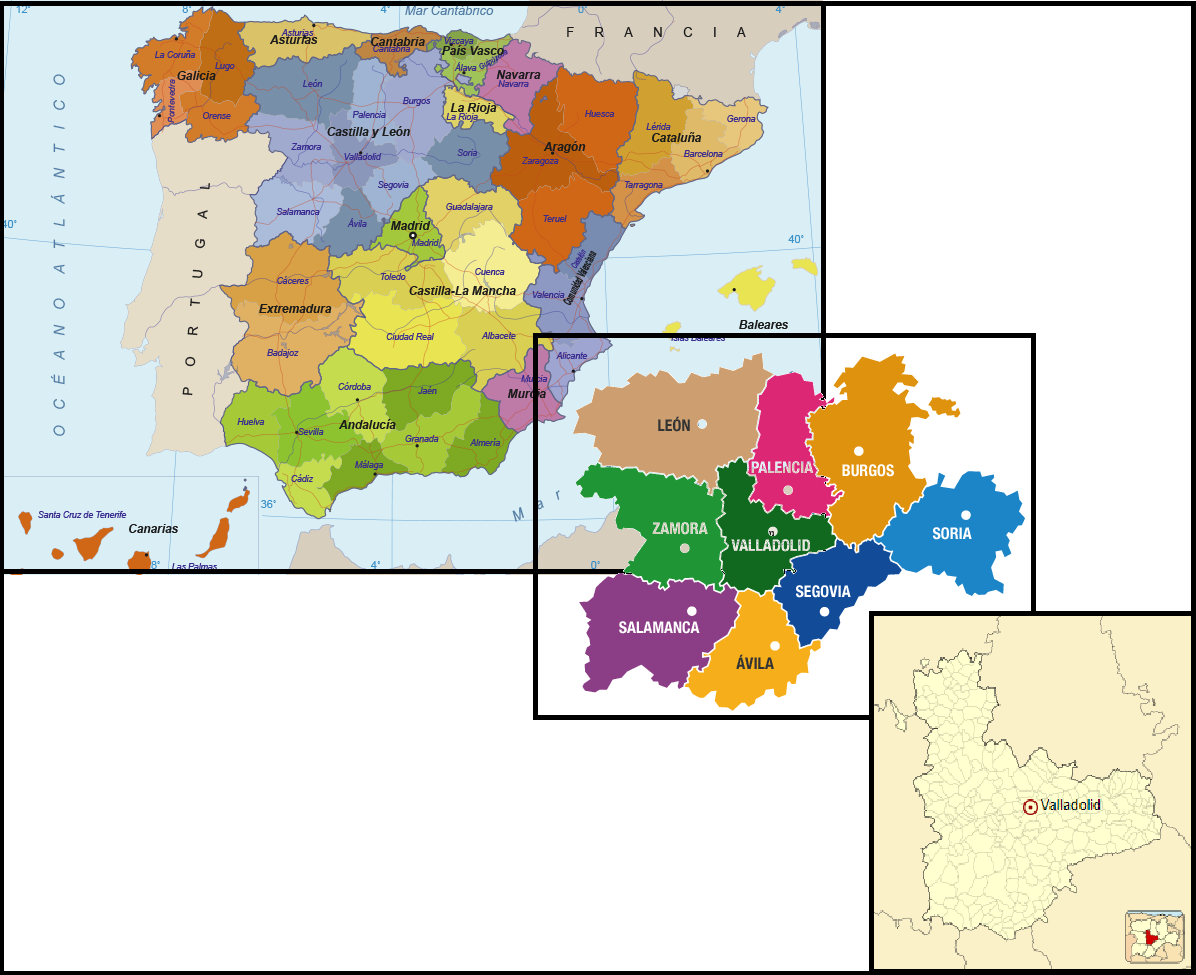 12°
8°
4°
Mar Cantábrico
0°
4°
FRANCIA
Asturias
Asturias
Cantabria
Cantabria
Vizcaya
País Vasco
Guipúzcoa
Álava
La Coruña
Lugo
Galicia
Pontevedra
Orense
León
Burgos
Navarra
Navarra
Palencia
Castilla y León
La Rioja
La Rioja
Huesca
Lérida
Gerona
Cataluña
Barcelona
Zamora
Valladolid
Soria
Aragón
Zaragoza
Tarragona
Segovia
Salamanca
Ávila
Guadalajara
Madrid
Madrid
Teruel
OCÉANO ATLÁNTICO
PORTUGAL
40°
40°
Cuenca
Castellón
Comunidad Valenciana
Cáceres
Toledo
Castilla-La Mancha
Valencia
Extremadura
Baleares
Islas Baleares
Badajoz
Ciudad Real
Albacete
Alicante
Córdoba
Jaén
Murcia
Murcia
Huelva
Sevilla
Andalucía
Granada
Almería
Málaga
Cádiz
36°
Mar
Santa Cruz de Tenerife
Canarias
Las Palmas
8°
4°
0°
LEÓN
PALENCIA
BURGOS
ZAMORA
VALLADOLID
SORIA
SEGOVIA
SALAMANCA
ÁVILA
Valladolid